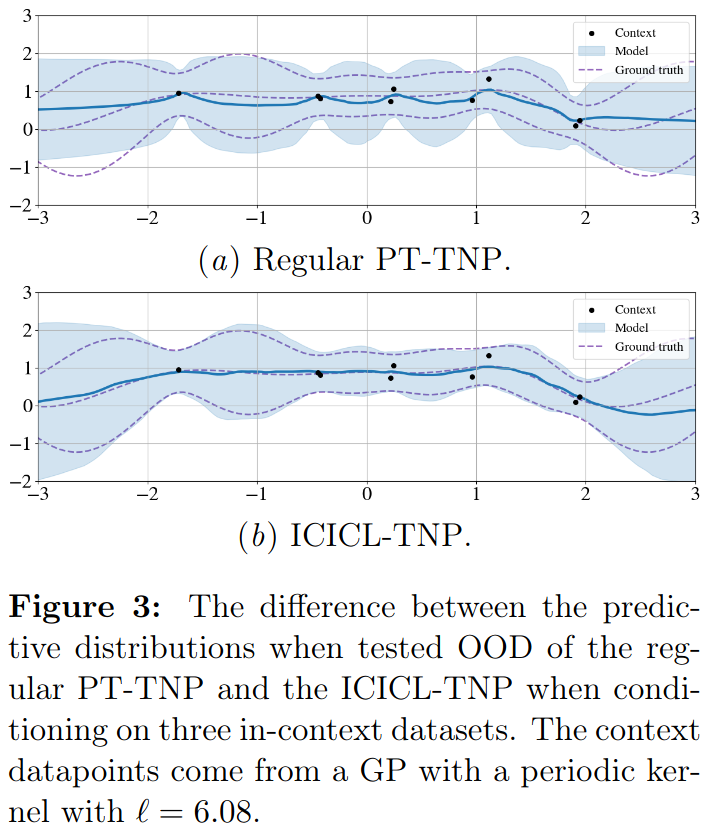 3
2
1
0
−1
−2
−3 −2 −1 0 1 2 3
Context
Model
Ground truth
(a) Regular PT-TNP.
3
2
1
0
−1
−2
−3 −2 −1 0 1 2 3
Context
Model
Ground truth
(b) ICICL-TNP.
Figure 3: The difference between the predic-
tive distributions when tested OOD of the reg-
ular PT-TNP and the ICICL-TNP when condi-
tioning on three in-context datasets. The context
datapoints come from a GP with a periodic ker-
nel with ℓ = 6.08.